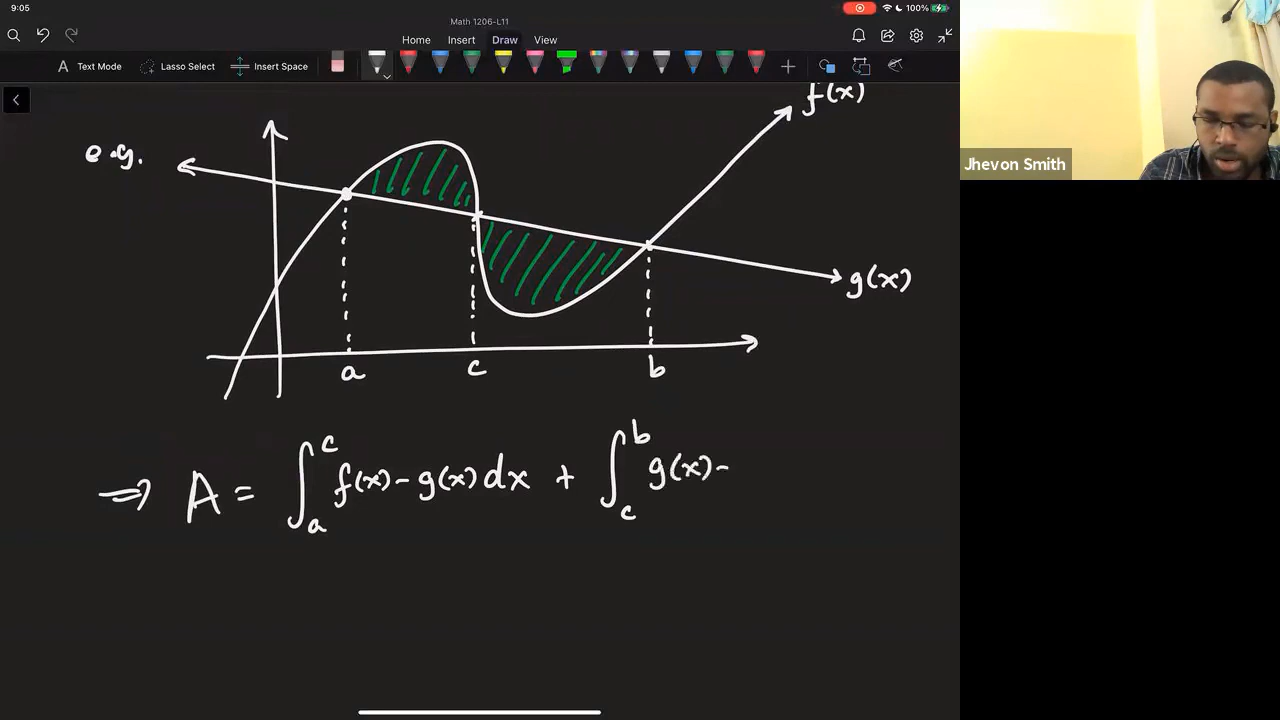 9:05
100%
Math 1206-L11
Home Insert Draw View
Text Mode Lasso Select Insert Space
f(x)
e.g.
Jhevon Smith
g(x)
a c b
⇒ A = ∫_a^c f(x) - g(x) dx + ∫_c^b g(x) -